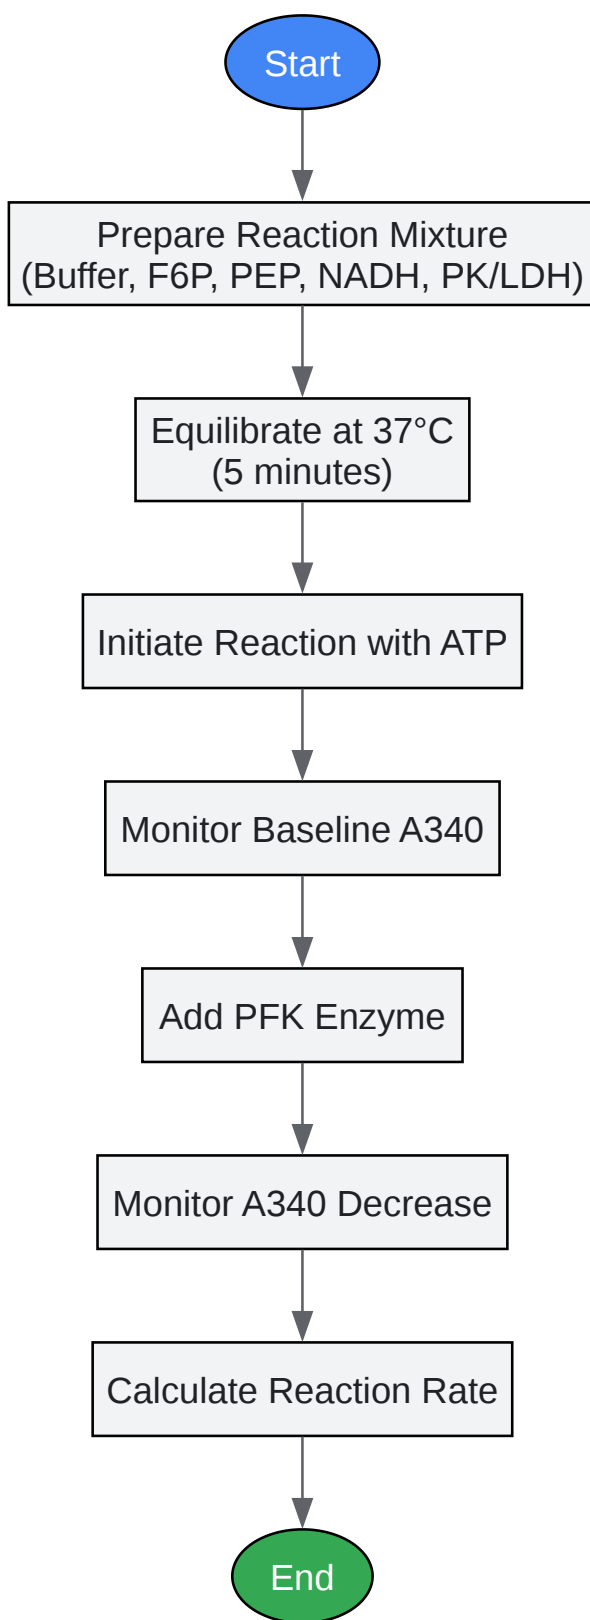 Start
Prepare Reaction Mixture
(Buffer, F6P, PEP, NADH, PK/LDH)
Equilibrate at 37°C
(5 minutes)
Initiate Reaction with ATP
Monitor Baseline A340
Add PFK Enzyme
Monitor A340 Decrease
Calculate Reaction Rate
End